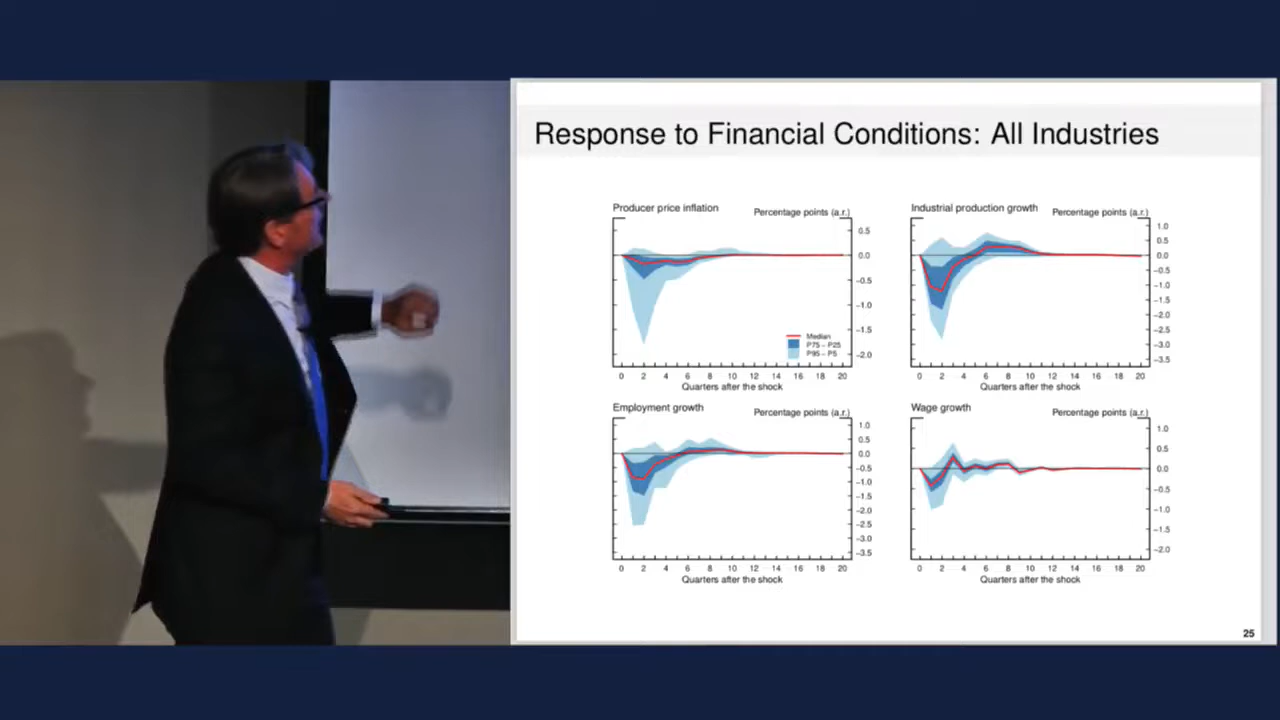 Response to Financial Conditions: All Industries
Producer price inflation
Percentage points (a.r.)
0.5
0.0
−0.5
−1.0
−1.5
−2.0
Median
P75 − P25
P95 − P5
0 2 4 6 8 10 12 14 16 18 20
Quarters after the shock
Industrial production growth
Percentage points (a.r.)
1.0
0.5
0.0
−0.5
−1.0
−1.5
−2.0
−2.5
−3.0
−3.5
0 2 4 6 8 10 12 14 16 18 20
Quarters after the shock
Employment growth
Percentage points (a.r.)
1.0
0.5
0.0
−0.5
−1.0
−1.5
−2.0
−2.5
−3.0
−3.5
0 2 4 6 8 10 12 14 16 18 20
Quarters after the shock
Wage growth
Percentage points (a.r.)
1.0
0.5
0.0
−0.5
−1.0
−1.5
−2.0
0 2 4 6 8 10 12 14 16 18 20
Quarters after the shock
25